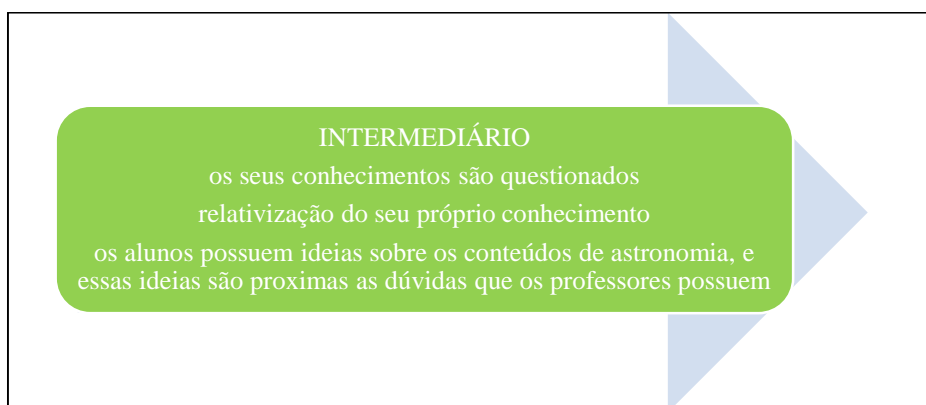 INTERMEDIÁRIO
os seus conhecimentos são questionados
relativização do seu próprio conhecimento
os alunos possuem ideias sobre os conteúdos de astronomia, e
essas ideias são proximas as dúvidas que os professores possuem